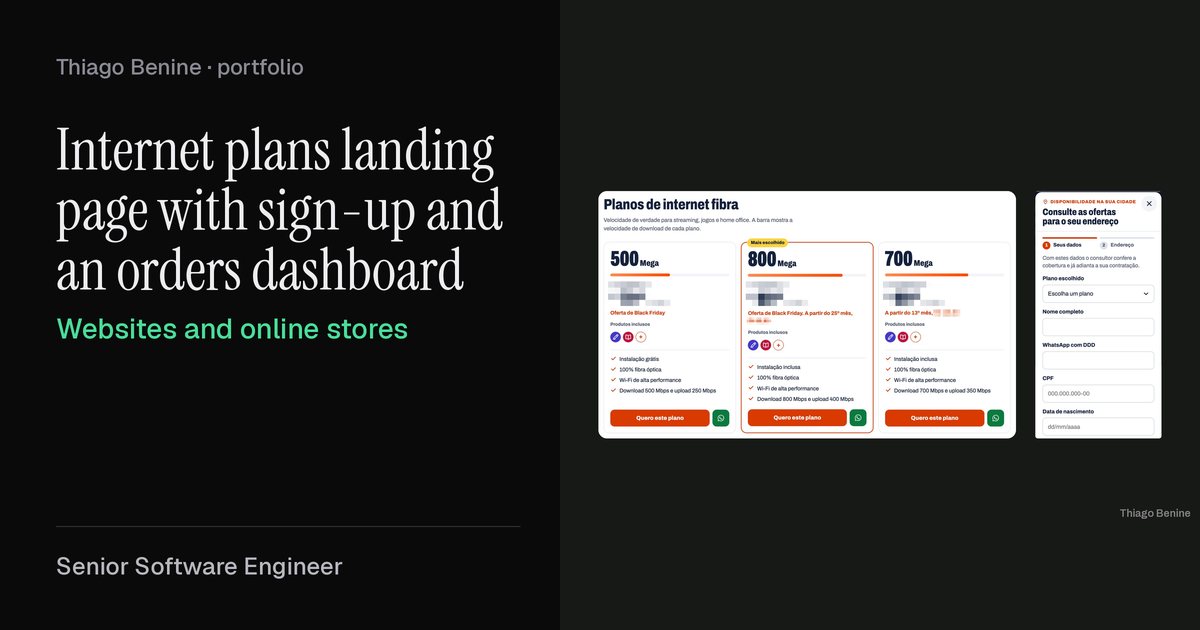 Thiago Benine · portfolio
Internet plans landing
page with sign-up and
an orders dashboard
Websites and online stores
Senior Software Engineer
Planos de internet fibra
Velocidade de verdade para streaming, jogos e home office. A barra mostra a
velocidade de download de cada plano.
500 Mega
Oferta de Black Friday
Produtos inclusos
Instalação grátis
100% fibra óptica
Wi-Fi de alta performance
Download 500 Mbps e upload 250 Mbps
Quero este plano
Mais escolhido
800 Mega
Oferta de Black Friday. A partir do 25º mês,
Produtos inclusos
Instalação inclusa
100% fibra óptica
Wi-Fi de alta performance
Download 800 Mbps e upload 400 Mbps
Quero este plano
700 Mega
A partir do 13º mês,
Produtos inclusos
Instalação inclusa
100% fibra óptica
Wi-Fi de alta performance
Download 700 Mbps e upload 350 Mbps
Quero este plano
DISPONIBILIDADE NA SUA CIDADE
Consulte as ofertas
para o seu endereço
1 Seus dados 2 Endereço
Com estes dados o consultor confere a
cobertura e já adianta a sua contratação.
Plano escolhido
Escolha um plano
Nome completo
WhatsApp com DDD
CPF
000.000.000-00
Data de nascimento
dd/mm/aaaa
Thiago Benine